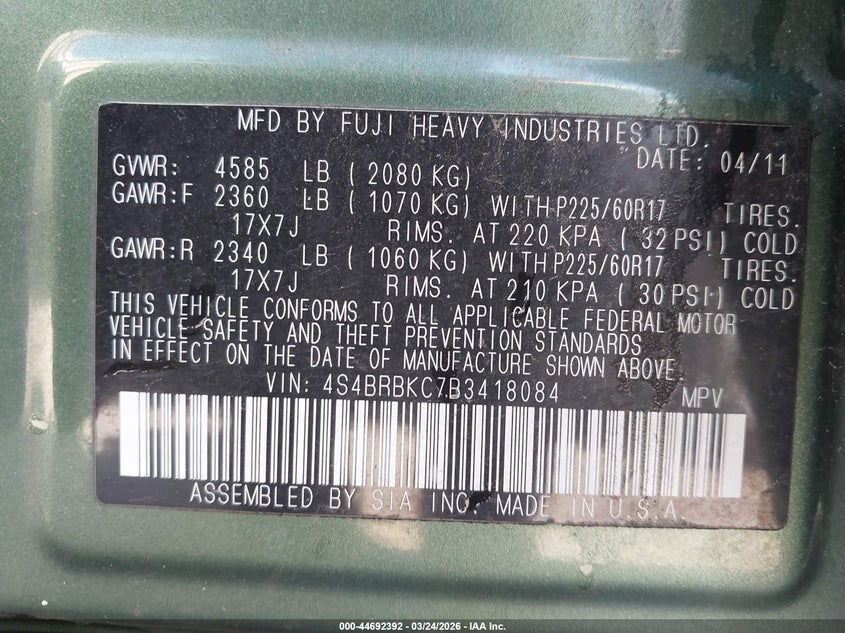 MFD BY FUJI HEAVY INDUSTRIES LTD.
DATE: 04/11
GVWR: 4585 LB ( 2080 KG)
GAWR:F 2360 LB ( 1070 KG) WITH P225/60R17 TIRES.
17X7J RIMS. AT 220 KPA ( 32 PSI) COLD
GAWR:R 2340 LB ( 1060 KG) WITH P225/60R17 TIRES.
17X7J RIMS. AT 210 KPA ( 30 PSI) COLD
THIS VEHICLE CONFORMS TO ALL APPLICABLE FEDERAL MOTOR
VEHICLE SAFETY AND THEFT PREVENTION STANDARDS
IN EFFECT ON THE DATE OF MANUFACTURE SHOWN ABOVE.
VIN: 4S4BRBKC7B3418084 MPV
ASSEMBLED BY SIA INC. MADE IN U.S.A.
000-44692392 - 03/24/2026 - IAA Inc.